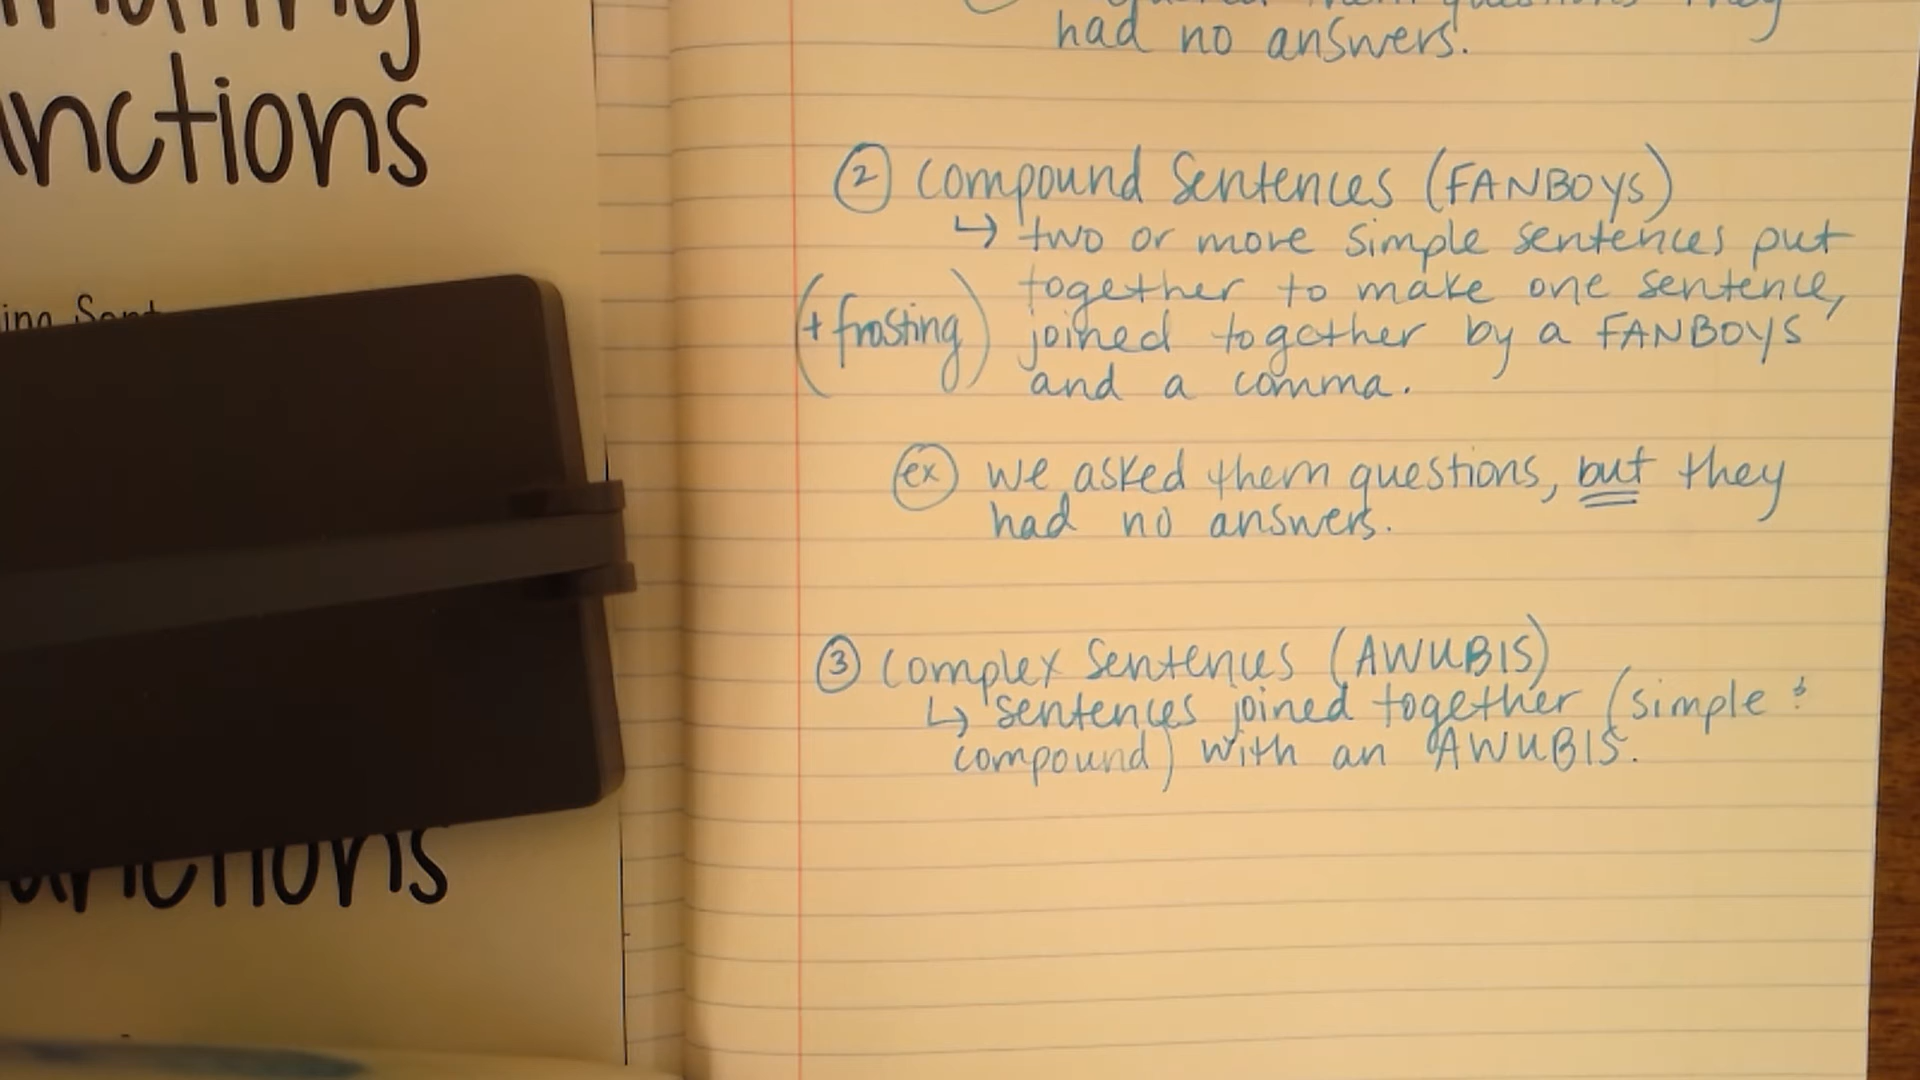 nctions
had no answers.
② Compound Sentences (FANBOYS)
↳ two or more simple sentences put
together to make one sentence,
(+ frosting) joined together by a FANBOYS
and a comma.
ex we asked them questions, but they
had no answers.
③ Complex Sentences (AWUBIS)
↳ sentences joined together (simple &
compound) with an AWUBIS.